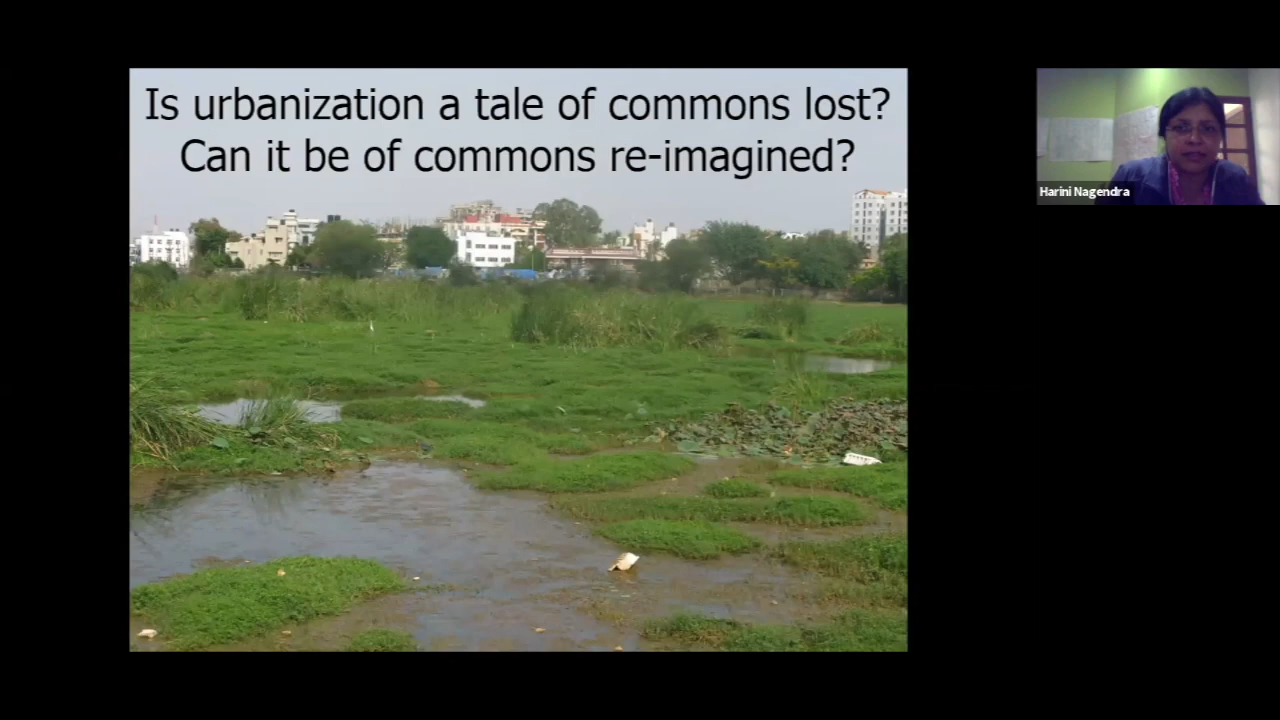 Is urbanization a tale of commons lost?
Can it be of commons re-imagined?
Harini Nagendra